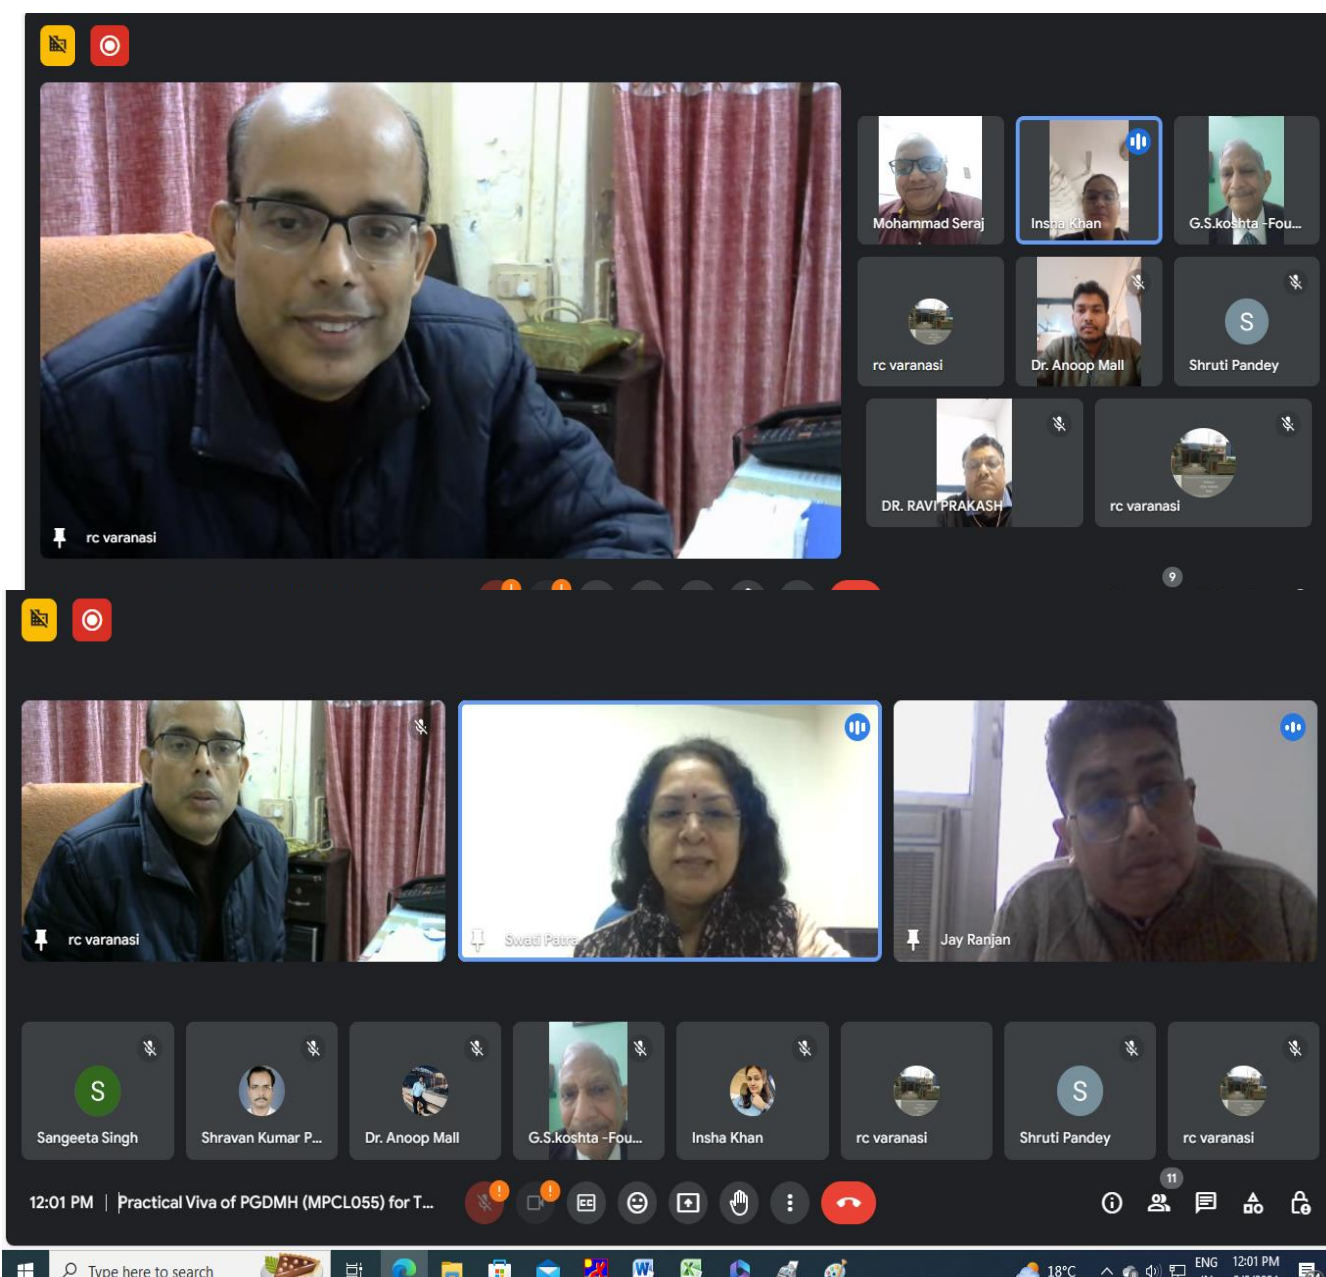 Mohammad Seraj
Insha Khan
G.S.koshta -Fou...
rc varanasi
Dr. Anoop Mall
S
Shruti Pandey
DR. RAVI PRAKASH
rc varanasi
rc varanasi
9
rc varanasi
Swati Patra
Jay Ranjan
S
Sangeeta Singh
Shravan Kumar P...
Dr. Anoop Mall
G.S.koshta -Fou...
Insha Khan
rc varanasi
S
Shruti Pandey
rc varanasi
11
12:01 PM | Practical Viva of PGDMH (MPCL055) for T...
CC
Type here to search
18°C
ENG
12:01 PM